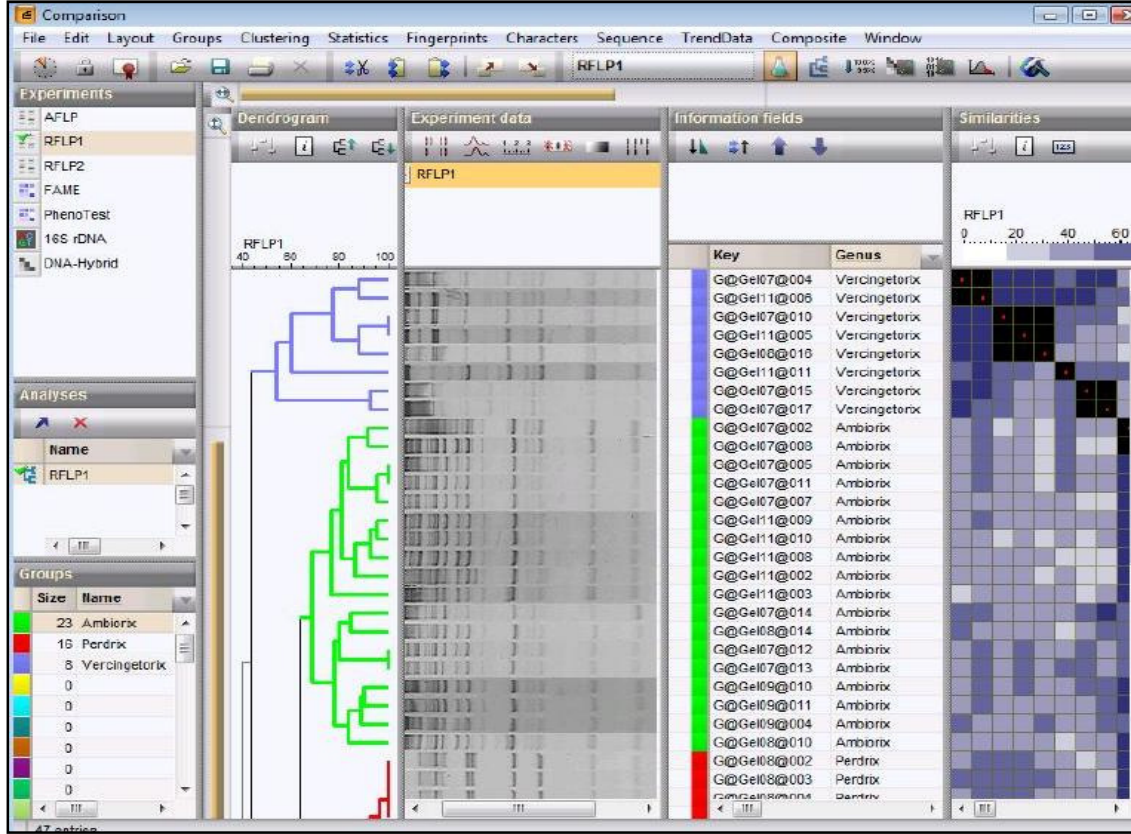 Comparison
File Edit Layout Groups Clustering Statistics Fingerprints Characters Sequence TrendData Composite Window
RFLP1
Experiments
AFLP
RFLP1
RFLP2
FAME
PhenoTest
16S rDNA
DNA-Hybrid
Analyses
Name
RFLP1
Groups
Size Name
23 Ambiorix
16 Perdrix
8 Vercingetorix
0
0
0
0
0
0
47 entries
Dendrogram
RFLP1
40 60 80 100
Experiment data
RFLP1
Information fields
Key Genus
G@Gel07@004 Vercingetorix
G@Gel11@006 Vercingetorix
G@Gel07@010 Vercingetorix
G@Gel11@005 Vercingetorix
G@Gel08@016 Vercingetorix
G@Gel11@011 Vercingetorix
G@Gel07@015 Vercingetorix
G@Gel07@017 Vercingetorix
G@Gel07@002 Ambiorix
G@Gel07@008 Ambiorix
G@Gel07@005 Ambiorix
G@Gel07@011 Ambiorix
G@Gel07@007 Ambiorix
G@Gel11@009 Ambiorix
G@Gel11@010 Ambiorix
G@Gel11@008 Ambiorix
G@Gel11@002 Ambiorix
G@Gel11@003 Ambiorix
G@Gel07@014 Ambiorix
G@Gel08@014 Ambiorix
G@Gel07@012 Ambiorix
G@Gel07@013 Ambiorix
G@Gel09@010 Ambiorix
G@Gel09@011 Ambiorix
G@Gel09@004 Ambiorix
G@Gel08@010 Ambiorix
G@Gel08@002 Perdrix
G@Gel08@003 Perdrix
G@Gel08@004 Perdrix
Similarities
RFLP1
0 20 40 60